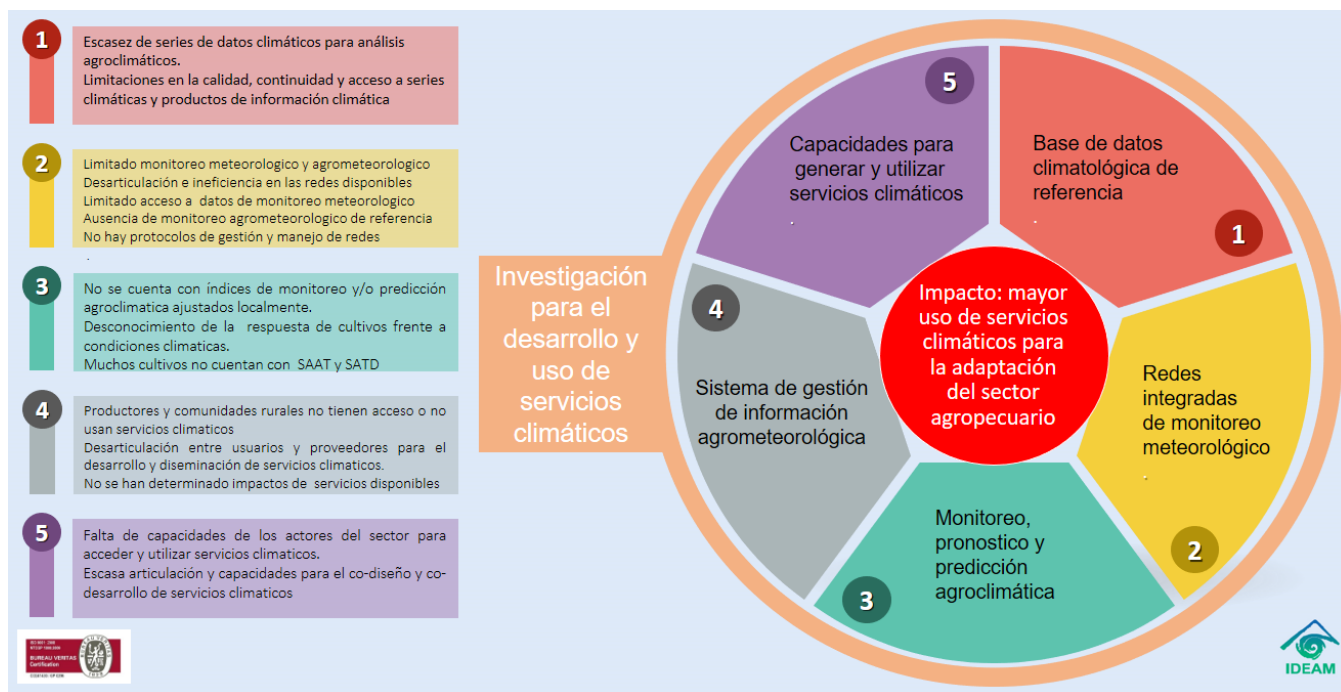 1
Escasez de series de datos climáticos para análisis
agroclimáticos.
Limitaciones en la calidad, continuidad y acceso a series
climáticas y productos de información climática
2
Limitado monitoreo meteorologico y agrometeorologico
Desarticulación e ineficiencia en las redes disponibles
Limitado acceso a datos de monitoreo meteorologico
Ausencia de monitoreo agrometeorologico de referencia
No hay protocolos de gestión y manejo de redes
.
3
No se cuenta con índices de monitoreo y/o predicción
agroclimatica ajustados localmente.
Desconocimiento de la respuesta de cultivos frente a
condiciones climaticas.
Muchos cultivos no cuentan con SAAT y SATD
4
Productores y comunidades rurales no tienen acceso o no
usan servicios climaticos
Desarticulación entre usuarios y proveedores para el
desarrollo y diseminación de servicios climaticos.
No se han determinado impactos de servicios disponibles
5
Falta de capacidades de los actores del sector para
acceder y utilizar servicios climaticos.
Escasa articulación y capacidades para el co-diseño y co-
desarrollo de servicios climaticos
Investigación
para el
desarrollo y
uso de
servicios
climáticos
5
Capacidades para
generar y utilizar
servicios climáticos
.
Base de datos
climatológica de
referencia
.
1
4
Sistema de gestión
de información
agrometeorológica
Impacto: mayor
uso de servicios
climáticos para
la adaptación
del sector
agropecuario
Redes
integradas
de monitoreo
meteorológico
.
2
Monitoreo,
pronostico y
predicción
agroclimática
3
BUREAU VERITAS
Certification
IDEAM